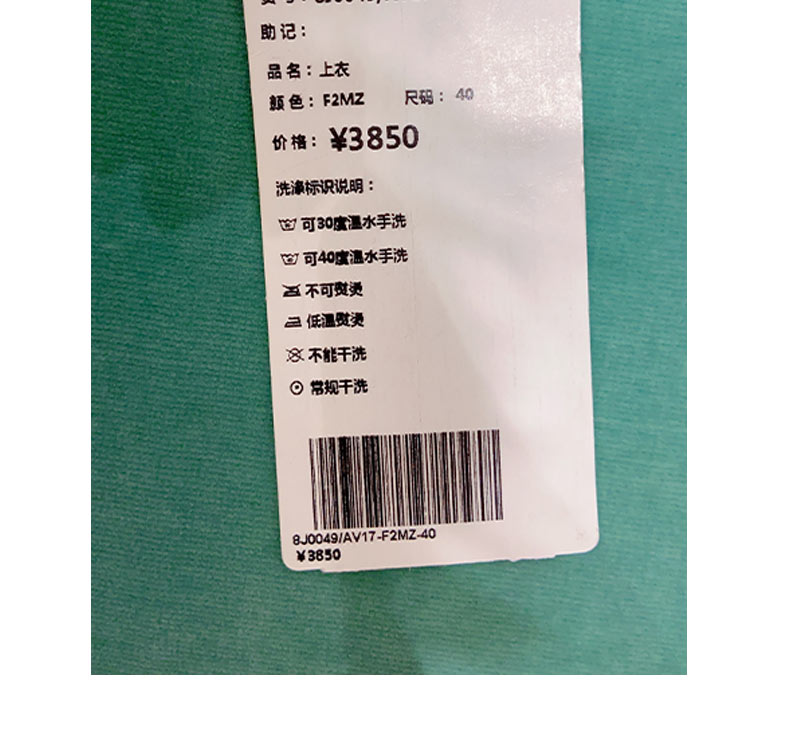 助记：
品名：上衣
颜色：F2MZ 尺码：40
价格：¥3850
洗涤标识说明：
可30度温水手洗
可40度温水手洗
不可熨烫
低温熨烫
不能干洗
常规干洗
8J0049/AV17-F2MZ-40
¥3850